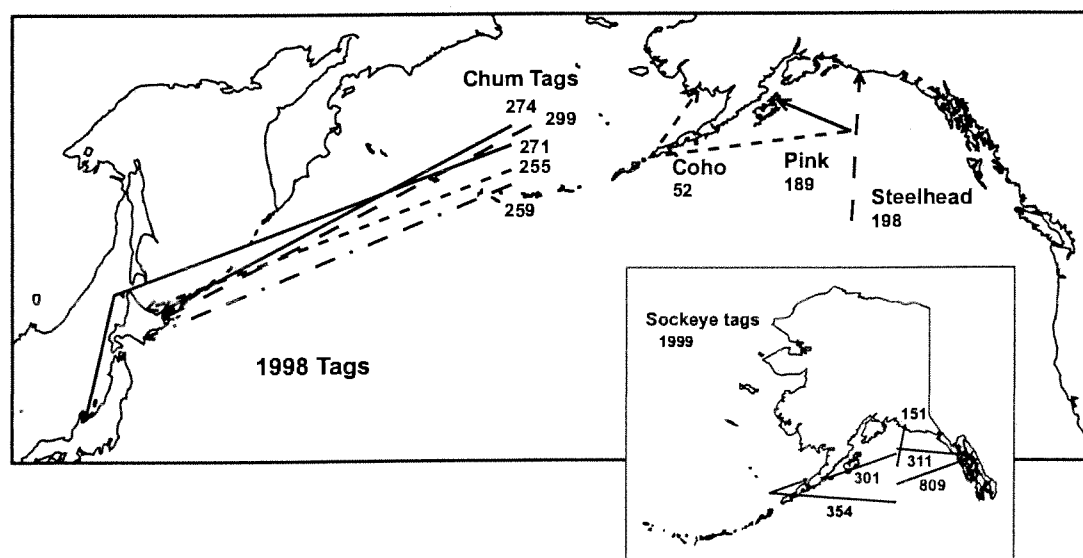 Chum Tags
274
299
271
255
259
Coho
52
Pink
189
Steelhead
198
1998 Tags
Sockeye tags
1999
151
311
301
809
354